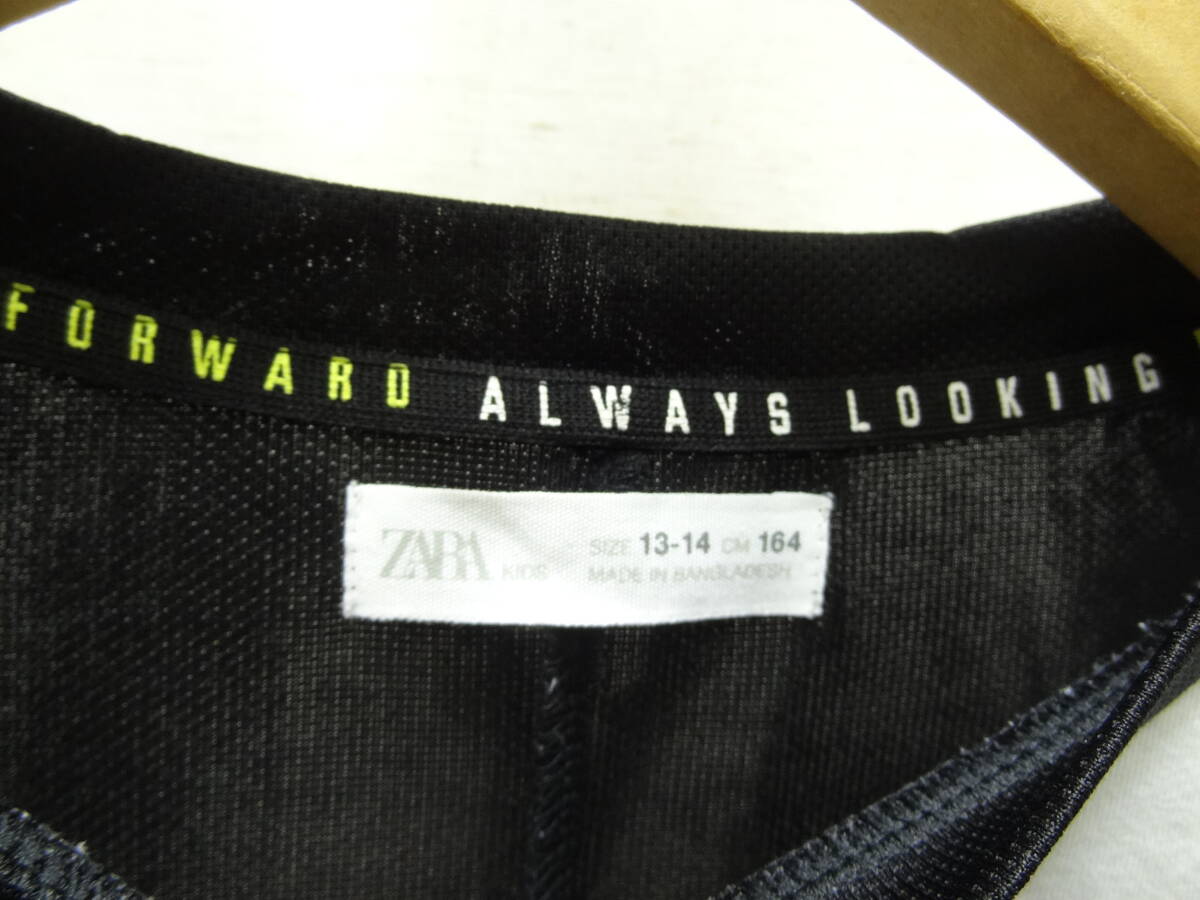 FORWARD ALWAYS LOOKING
ZARA KIDS
SIZE 13-14 CM 164
MADE IN BANGLADESH